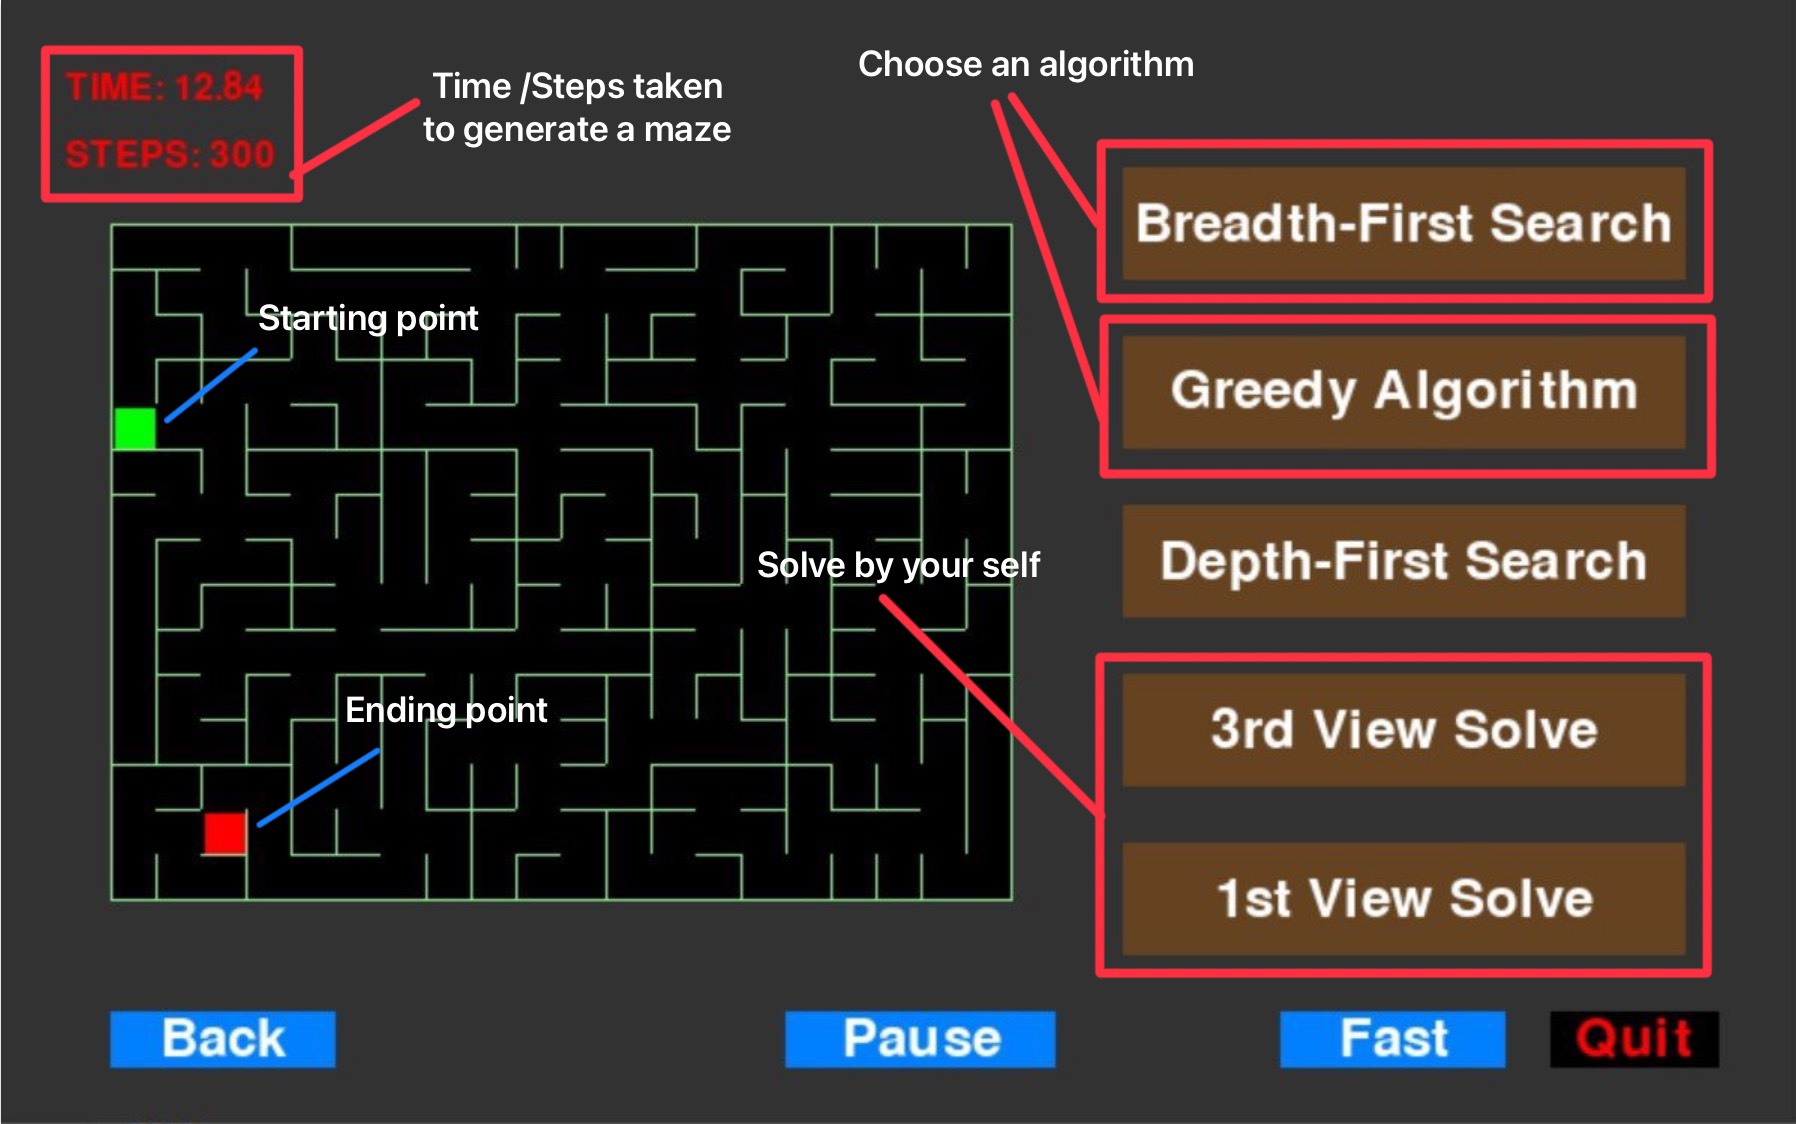 TIME: 12.84
STEPS: 300
Time /Steps taken
to generate a maze
Choose an algorithm
Breadth-First Search
Starting point
Greedy Algorithm
Solve by your self
Depth-First Search
Ending point
3rd View Solve
1st View Solve
Back
Pause
Fast
Quit